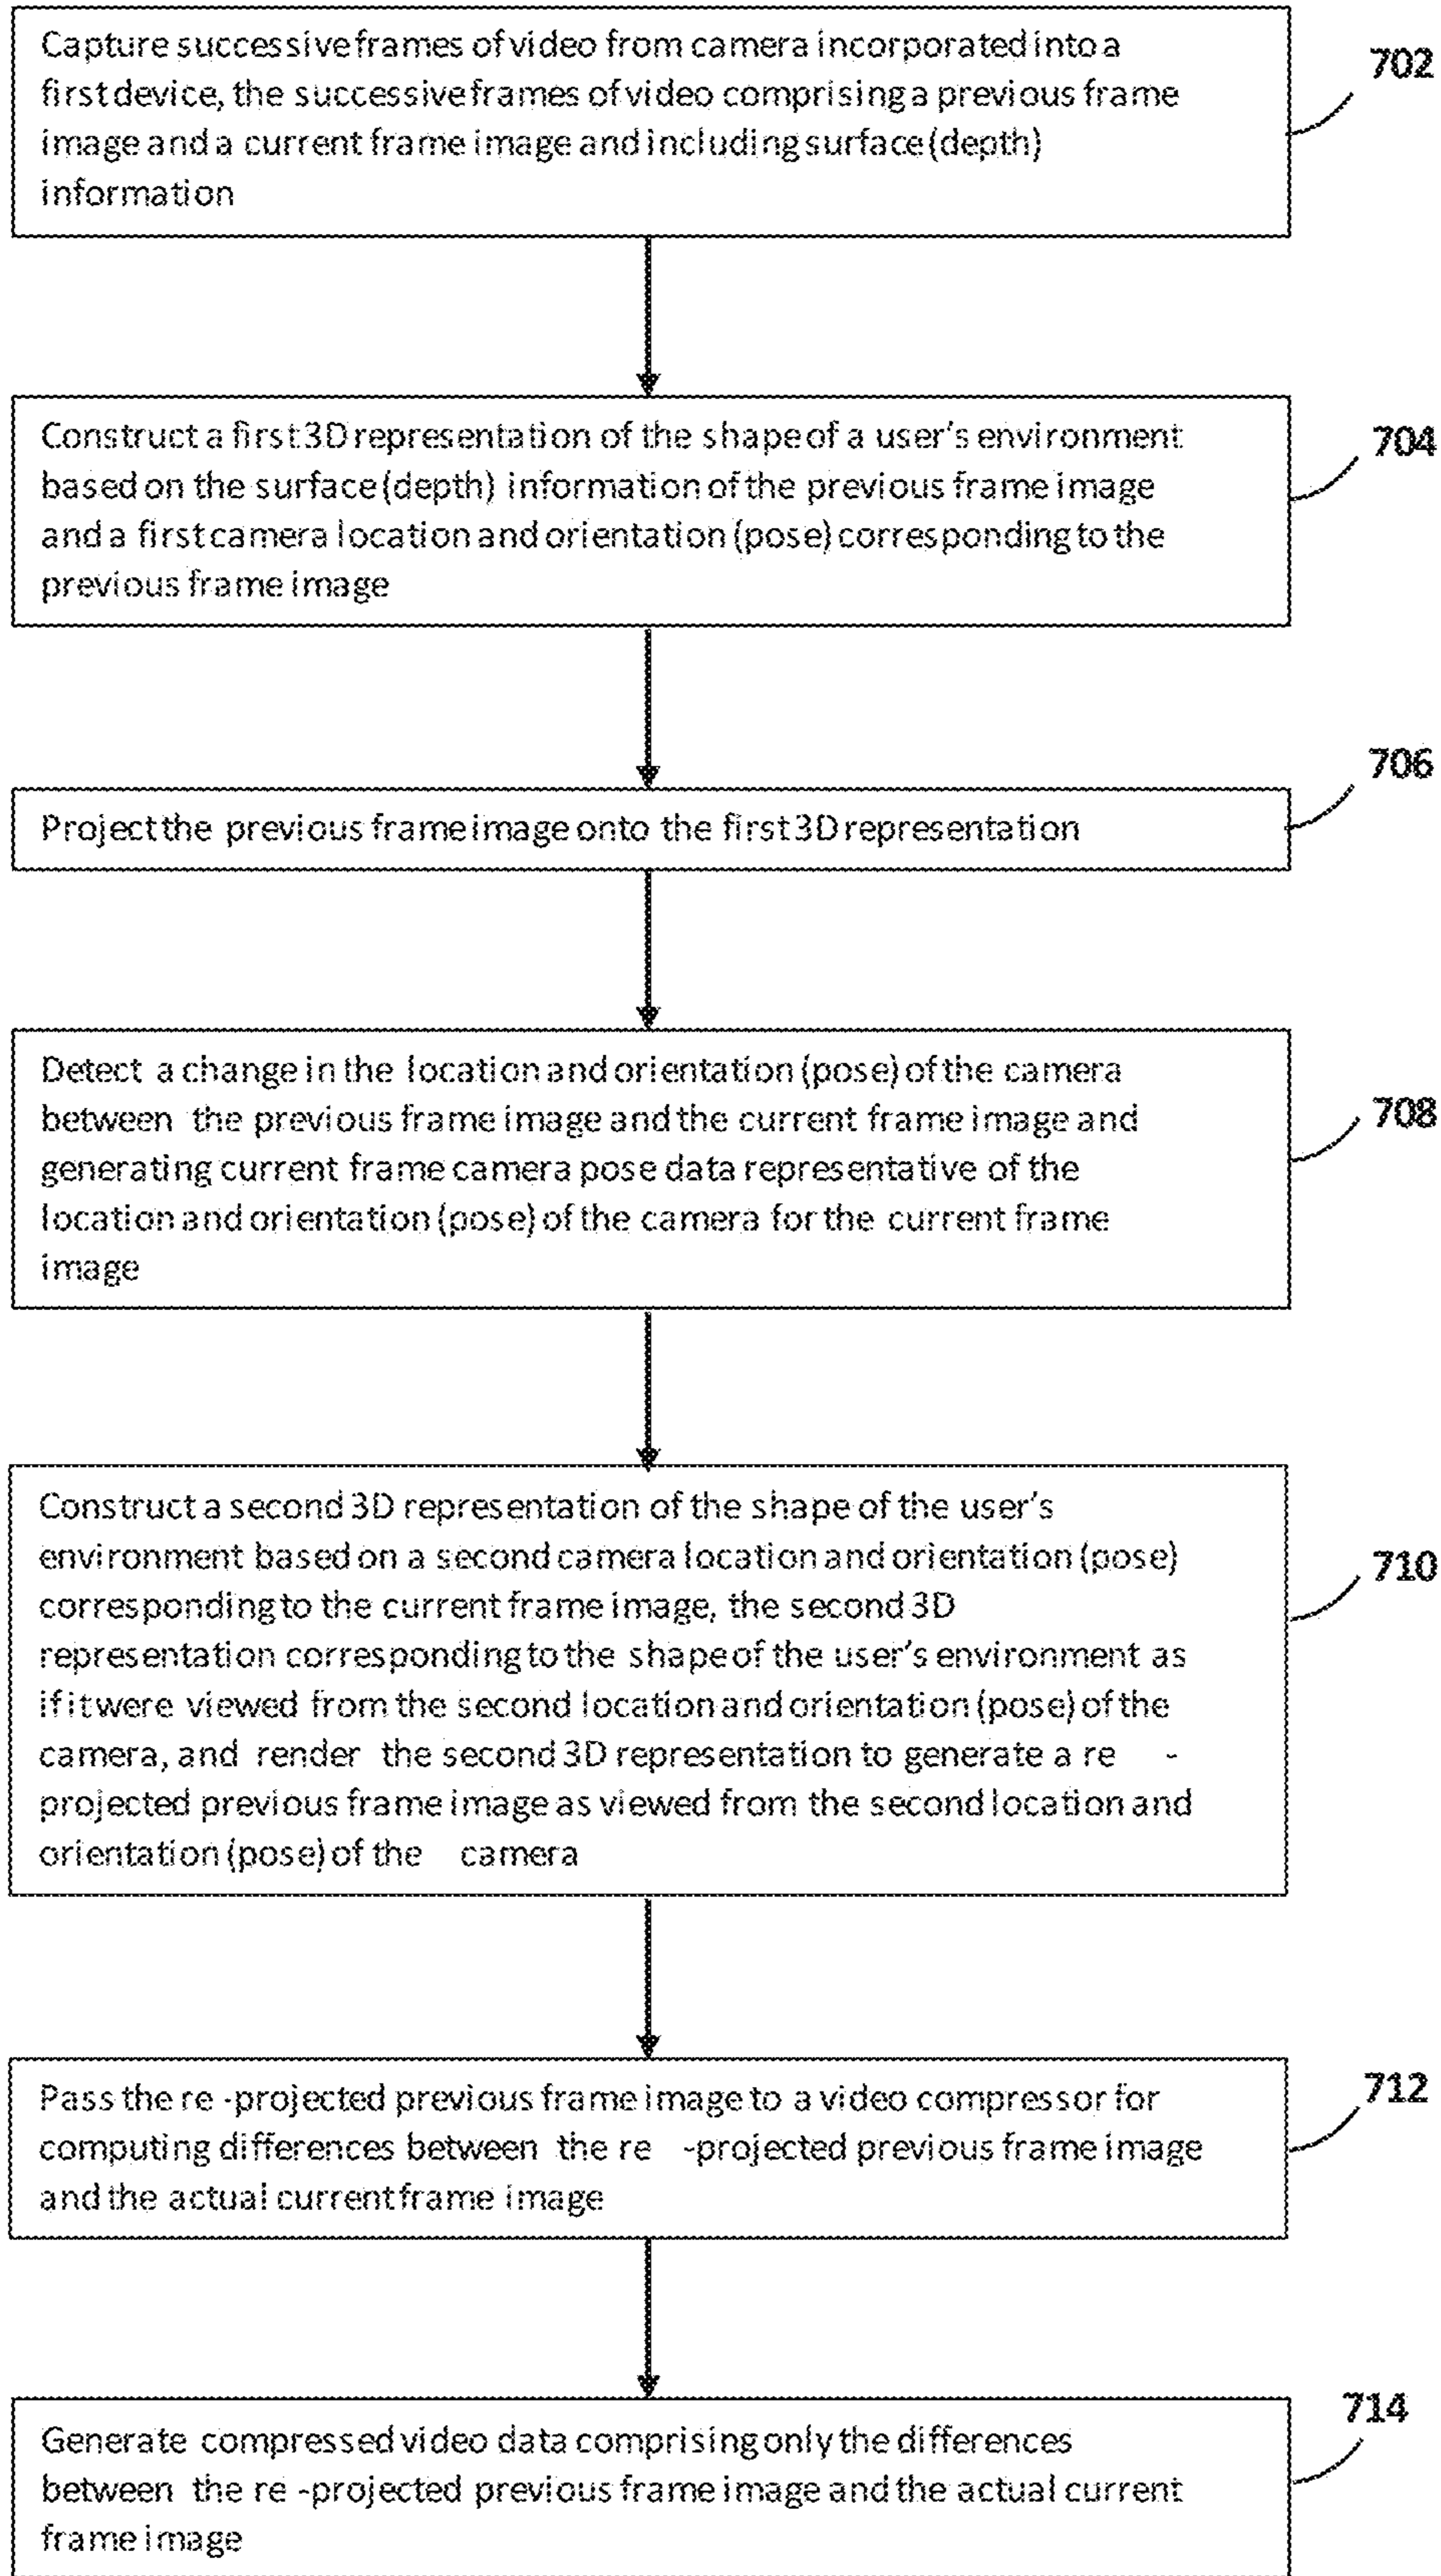 Capture successive frames of video from camera incorporated into a
first device, the successive frames of video comprising a previous frame
image and a current frame image and including surface (depth)
information
702
Construct a first 3D representation of the shape of a user's environment
based on the surface (depth) information of the previous frame image
and a first camera location and orientation (pose) corresponding to the
previous frame image
704
Project the previous frame image onto the first 3D representation
706
Detect a change in the location and orientation (pose) of the camera
between the previous frame image and the current frame image and
generating current frame camera pose data representative of the
location and orientation (pose) of the camera for the current frame
image
708
Construct a second 3D representation of the shape of the user's
environment based on a second camera location and orientation (pose)
corresponding to the current frame image, the second 3D
representation corresponding to the shape of the user's environment as
if it were viewed from the second location and orientation (pose) of the
camera, and render the second 3D representation to generate a re -
projected previous frame image as viewed from the second location and
orientation (pose) of the camera
710
Pass the re -projected previous frame image to a video compressor for
computing differences between the re -projected previous frame image
and the actual current frame image
712
Generate compressed video data comprising only the differences
between the re -projected previous frame image and the actual current
frame image
714